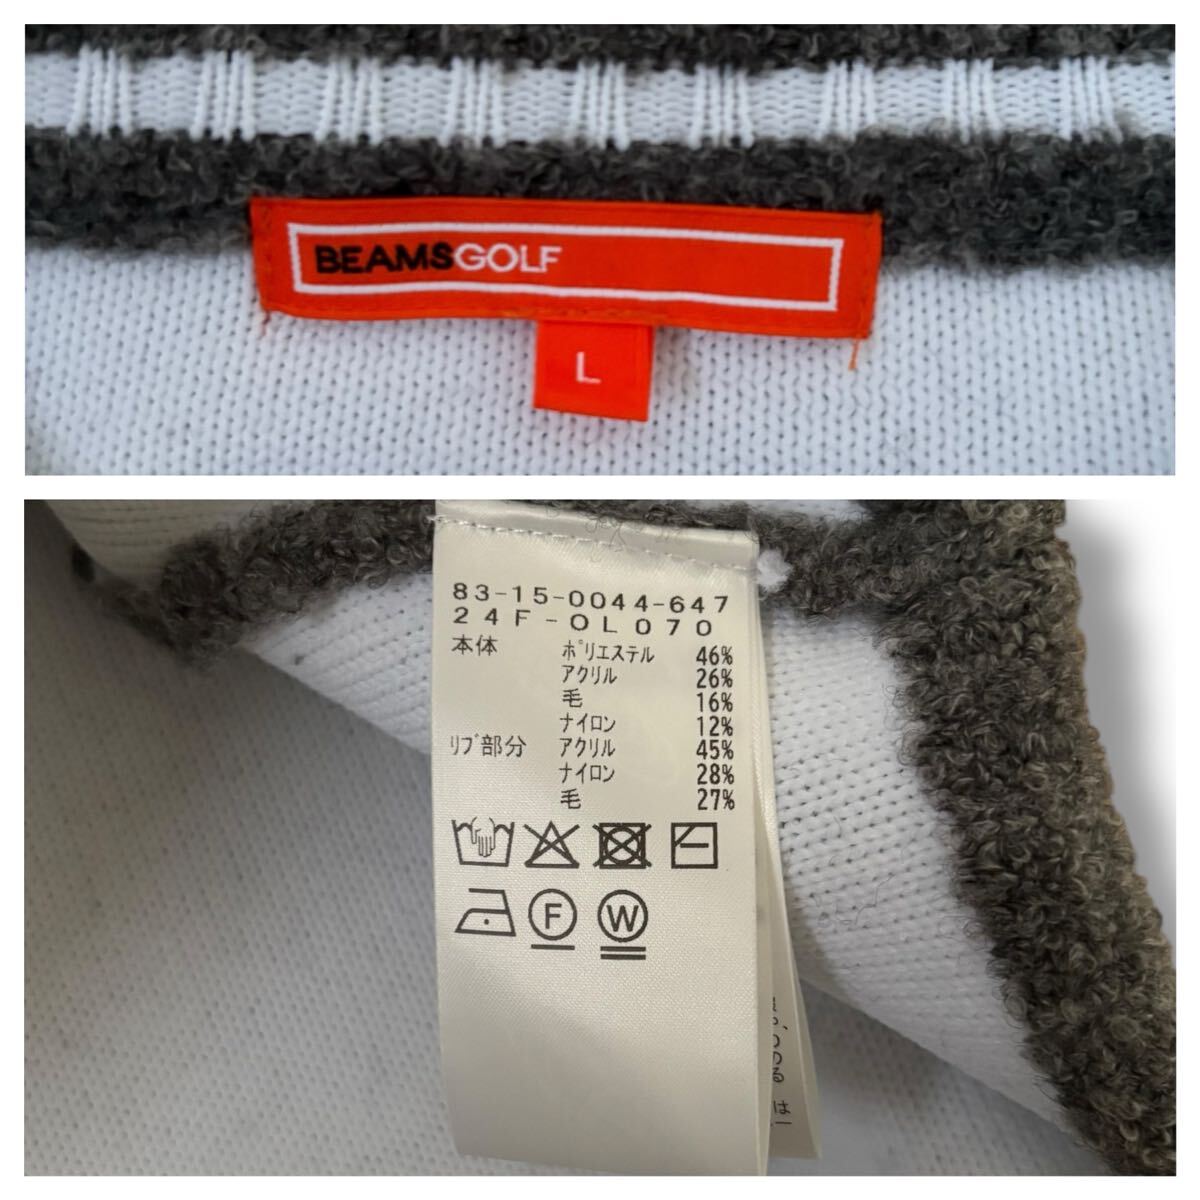 BEAMSGOLF
L
83-15-0044-647
24F-OL070
本体 ポリエステル 46%
アクリル 26%
毛 16%
ナイロン 12%
リブ部分 アクリル 45%
ナイロン 28%
毛 27%
F W